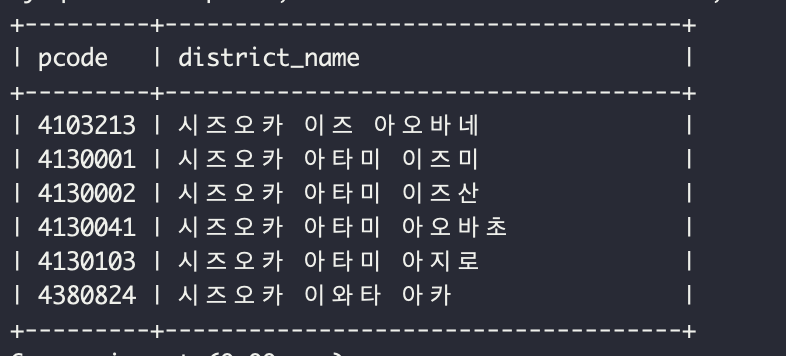 | pcode | district_name |
| 4103213 | 시즈오카 이즈 아오바네 |
| 4130001 | 시즈오카 아타미 이즈미 |
| 4130002 | 시즈오카 아타미 이즈산 |
| 4130041 | 시즈오카 아타미 아오바초 |
| 4130103 | 시즈오카 아타미 아지로 |
| 4380824 | 시즈오카 이와타 아카 |